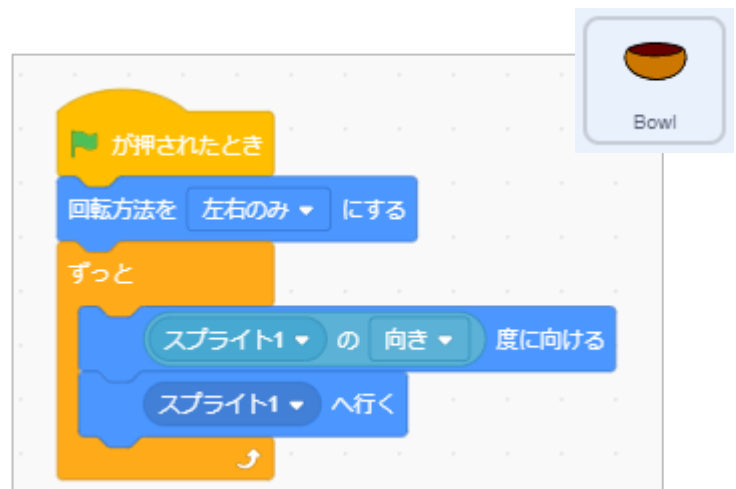 Bowl
が押されたとき
回転方法を 左右のみ にする
ずっと
スプライト1 の 向き 度に向ける
スプライト1 へ行く